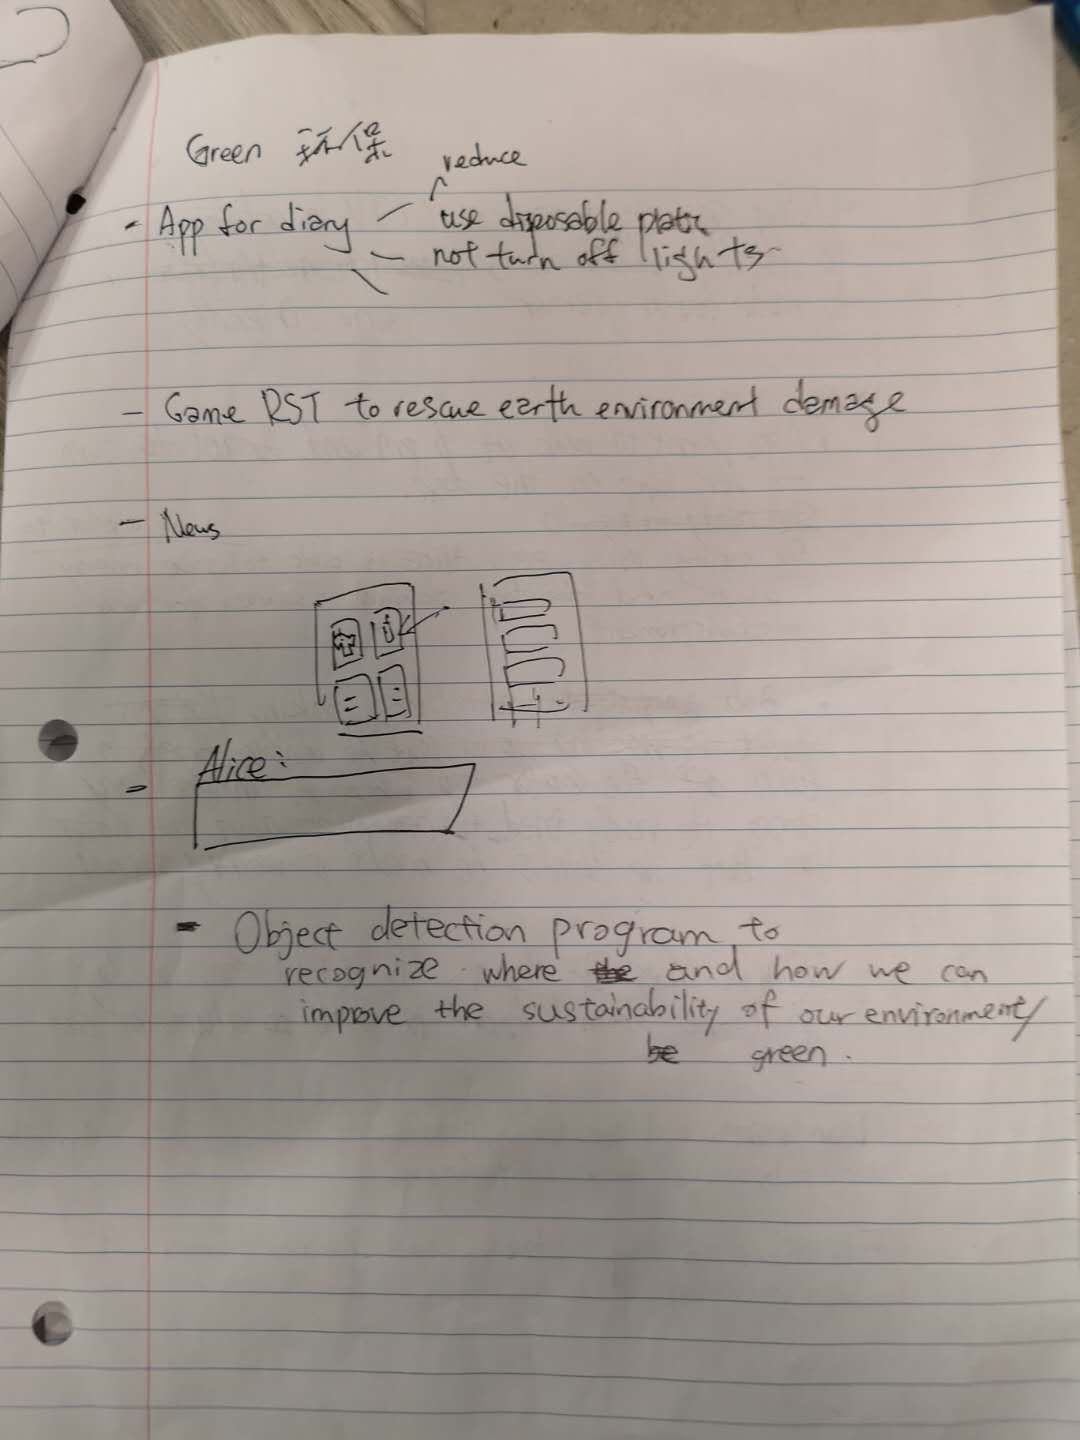 Green 环保
reduce
- App for diary — use disposable plate
— not turn off lights
- Game RST to rescue earth environment damage
- News
- Alice:
- Object detection program to
recognize where the and how we can
improve the sustainability of our environment/
be green.